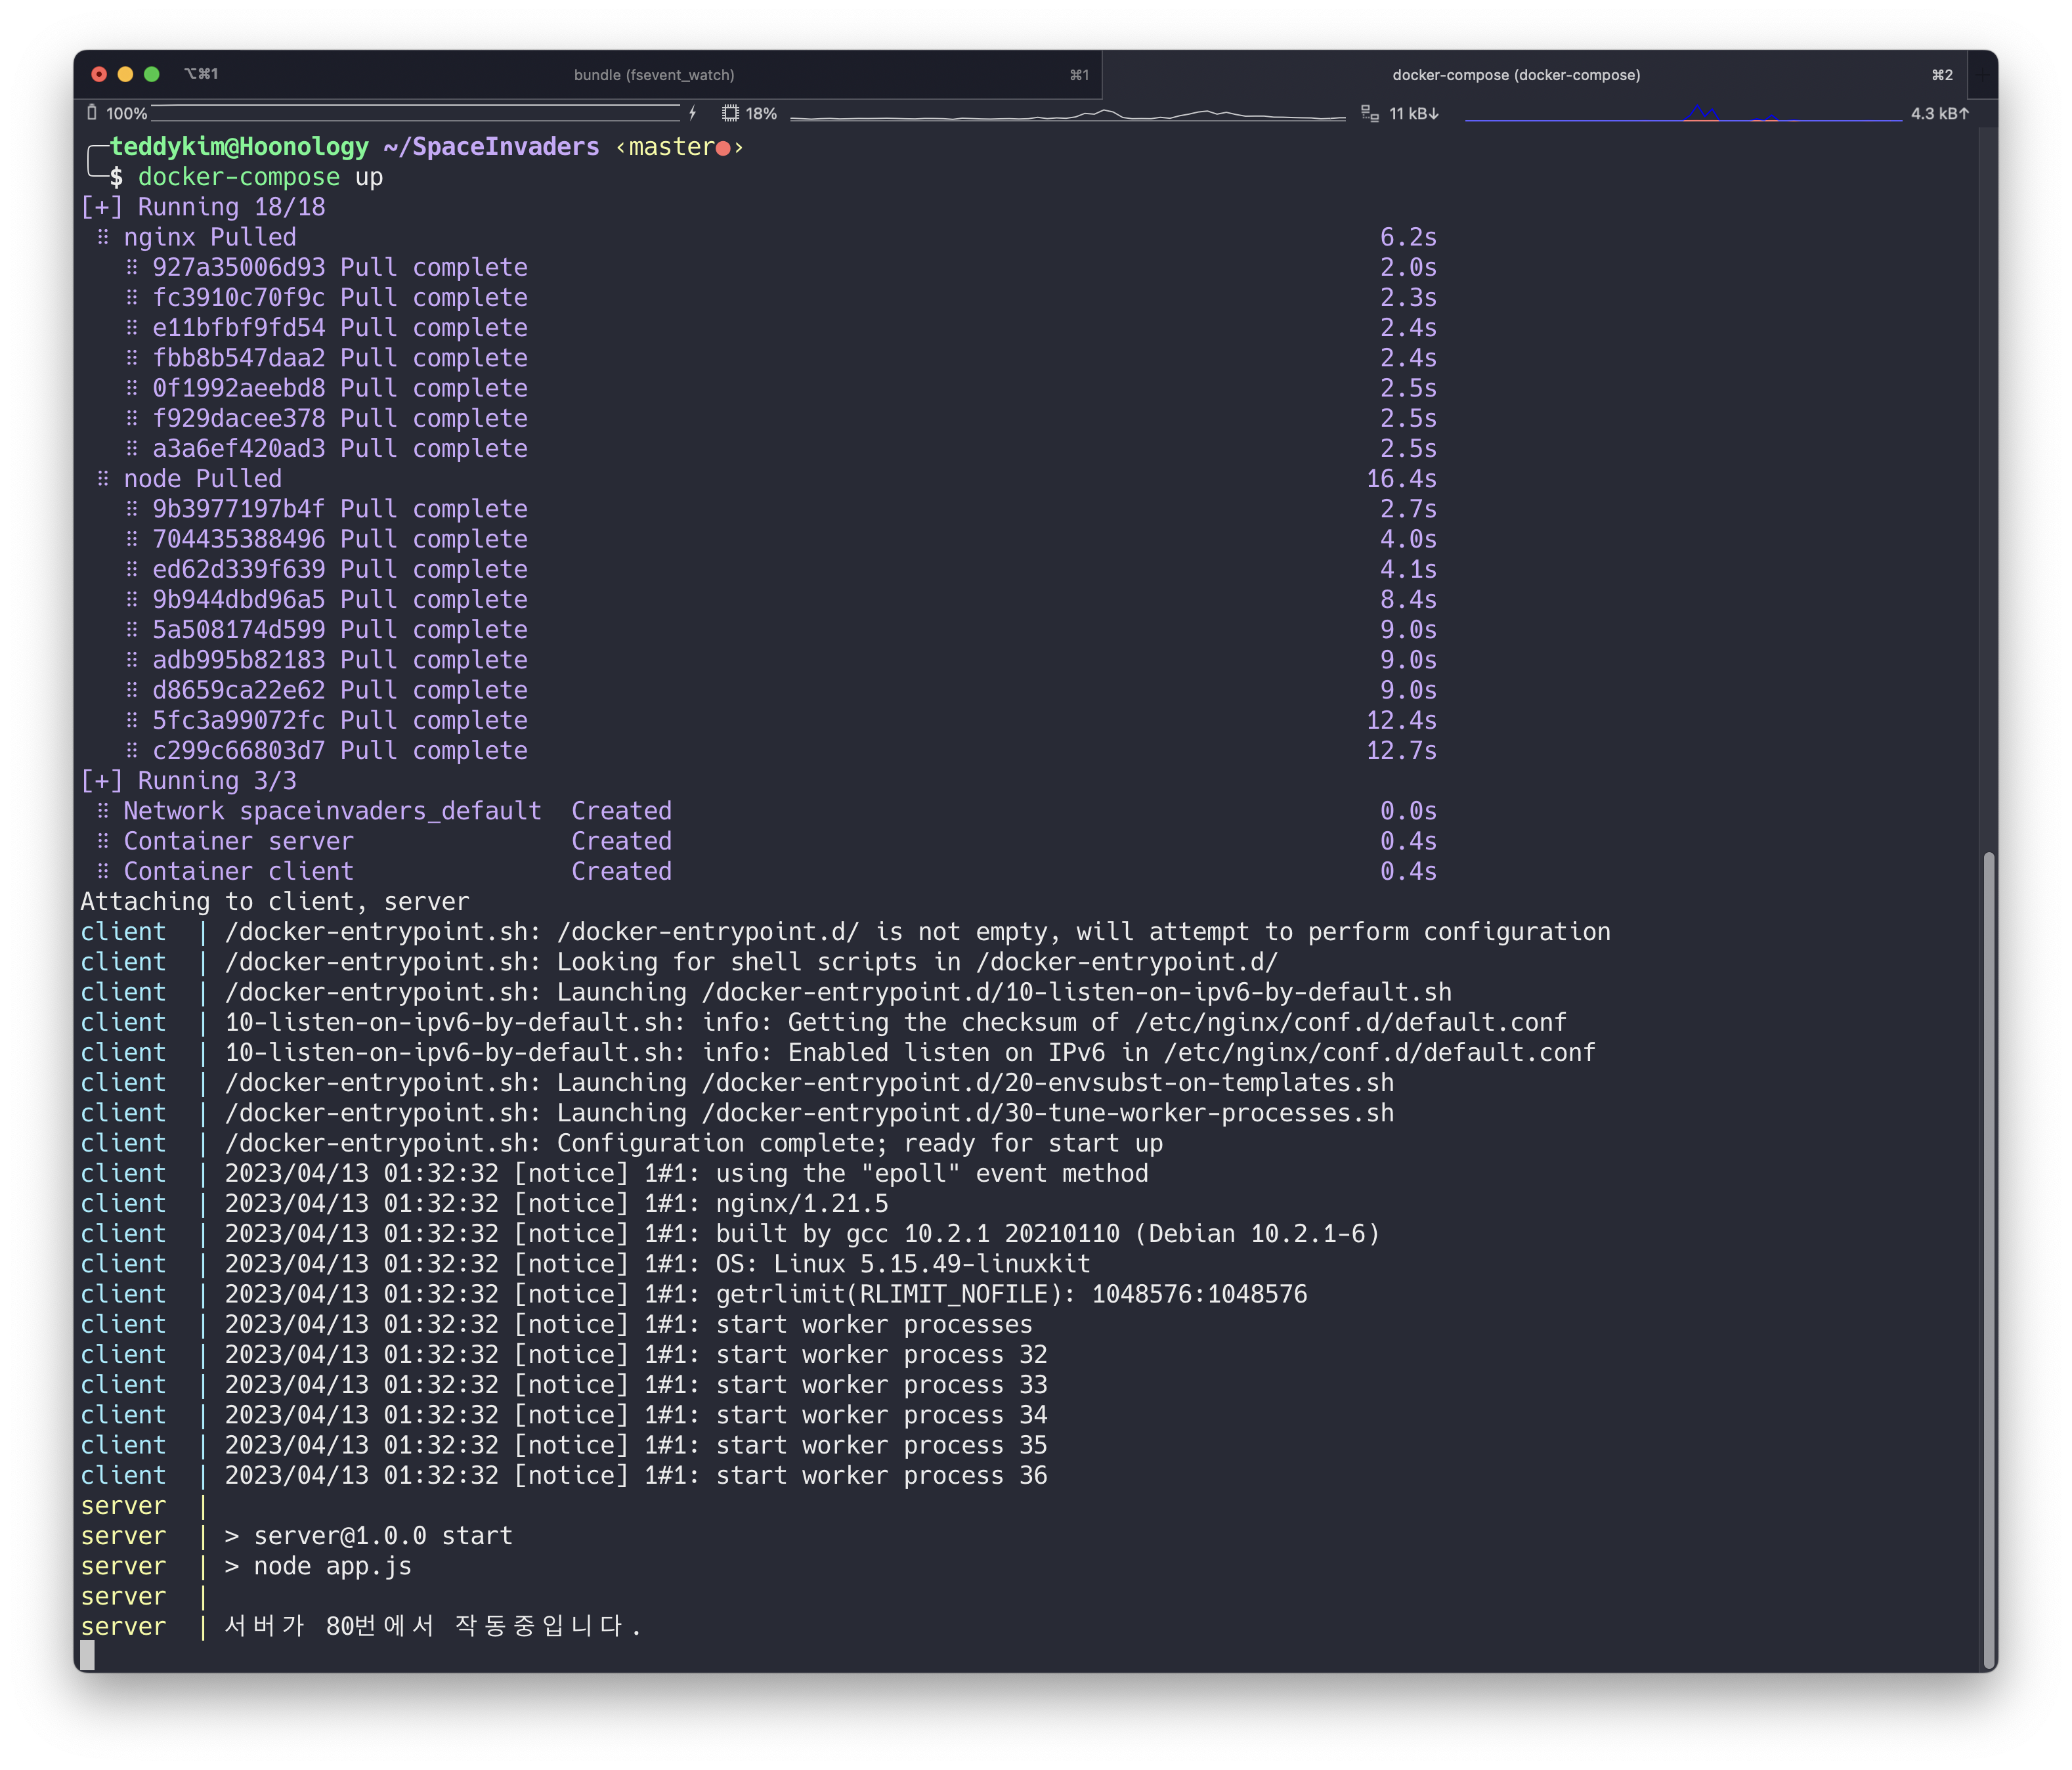 ⌥⌘1 bundle (fsevent_watch) ⌘1 docker-compose (docker-compose) ⌘2
100% 18% 11 kB↓ 4.3 kB↑
teddykim@Hoonology ~/SpaceInvaders ‹master●›
$ docker-compose up
[+] Running 18/18
⠿ nginx Pulled 6.2s
⠿ 927a35006d93 Pull complete 2.0s
⠿ fc3910c70f9c Pull complete 2.3s
⠿ e11bfbf9fd54 Pull complete 2.4s
⠿ fbb8b547daa2 Pull complete 2.4s
⠿ 0f1992aeebd8 Pull complete 2.5s
⠿ f929dacee378 Pull complete 2.5s
⠿ a3a6ef420ad3 Pull complete 2.5s
⠿ node Pulled 16.4s
⠿ 9b3977197b4f Pull complete 2.7s
⠿ 704435388496 Pull complete 4.0s
⠿ ed62d339f639 Pull complete 4.1s
⠿ 9b944dbd96a5 Pull complete 8.4s
⠿ 5a508174d599 Pull complete 9.0s
⠿ adb995b82183 Pull complete 9.0s
⠿ d8659ca22e62 Pull complete 9.0s
⠿ 5fc3a99072fc Pull complete 12.4s
⠿ c299c66803d7 Pull complete 12.7s
[+] Running 3/3
⠿ Network spaceinvaders_default Created 0.0s
⠿ Container server Created 0.4s
⠿ Container client Created 0.4s
Attaching to client, server
client | /docker-entrypoint.sh: /docker-entrypoint.d/ is not empty, will attempt to perform configuration
client | /docker-entrypoint.sh: Looking for shell scripts in /docker-entrypoint.d/
client | /docker-entrypoint.sh: Launching /docker-entrypoint.d/10-listen-on-ipv6-by-default.sh
client | 10-listen-on-ipv6-by-default.sh: info: Getting the checksum of /etc/nginx/conf.d/default.conf
client | 10-listen-on-ipv6-by-default.sh: info: Enabled listen on IPv6 in /etc/nginx/conf.d/default.conf
client | /docker-entrypoint.sh: Launching /docker-entrypoint.d/20-envsubst-on-templates.sh
client | /docker-entrypoint.sh: Launching /docker-entrypoint.d/30-tune-worker-processes.sh
client | /docker-entrypoint.sh: Configuration complete; ready for start up
client | 2023/04/13 01:32:32 [notice] 1#1: using the "epoll" event method
client | 2023/04/13 01:32:32 [notice] 1#1: nginx/1.21.5
client | 2023/04/13 01:32:32 [notice] 1#1: built by gcc 10.2.1 20210110 (Debian 10.2.1-6)
client | 2023/04/13 01:32:32 [notice] 1#1: OS: Linux 5.15.49-linuxkit
client | 2023/04/13 01:32:32 [notice] 1#1: getrlimit(RLIMIT_NOFILE): 1048576:1048576
client | 2023/04/13 01:32:32 [notice] 1#1: start worker processes
client | 2023/04/13 01:32:32 [notice] 1#1: start worker process 32
client | 2023/04/13 01:32:32 [notice] 1#1: start worker process 33
client | 2023/04/13 01:32:32 [notice] 1#1: start worker process 34
client | 2023/04/13 01:32:32 [notice] 1#1: start worker process 35
client | 2023/04/13 01:32:32 [notice] 1#1: start worker process 36
server |
server | > server@1.0.0 start
server | > node app.js
server |
server | 서버가 80번에서 작동중입니다.